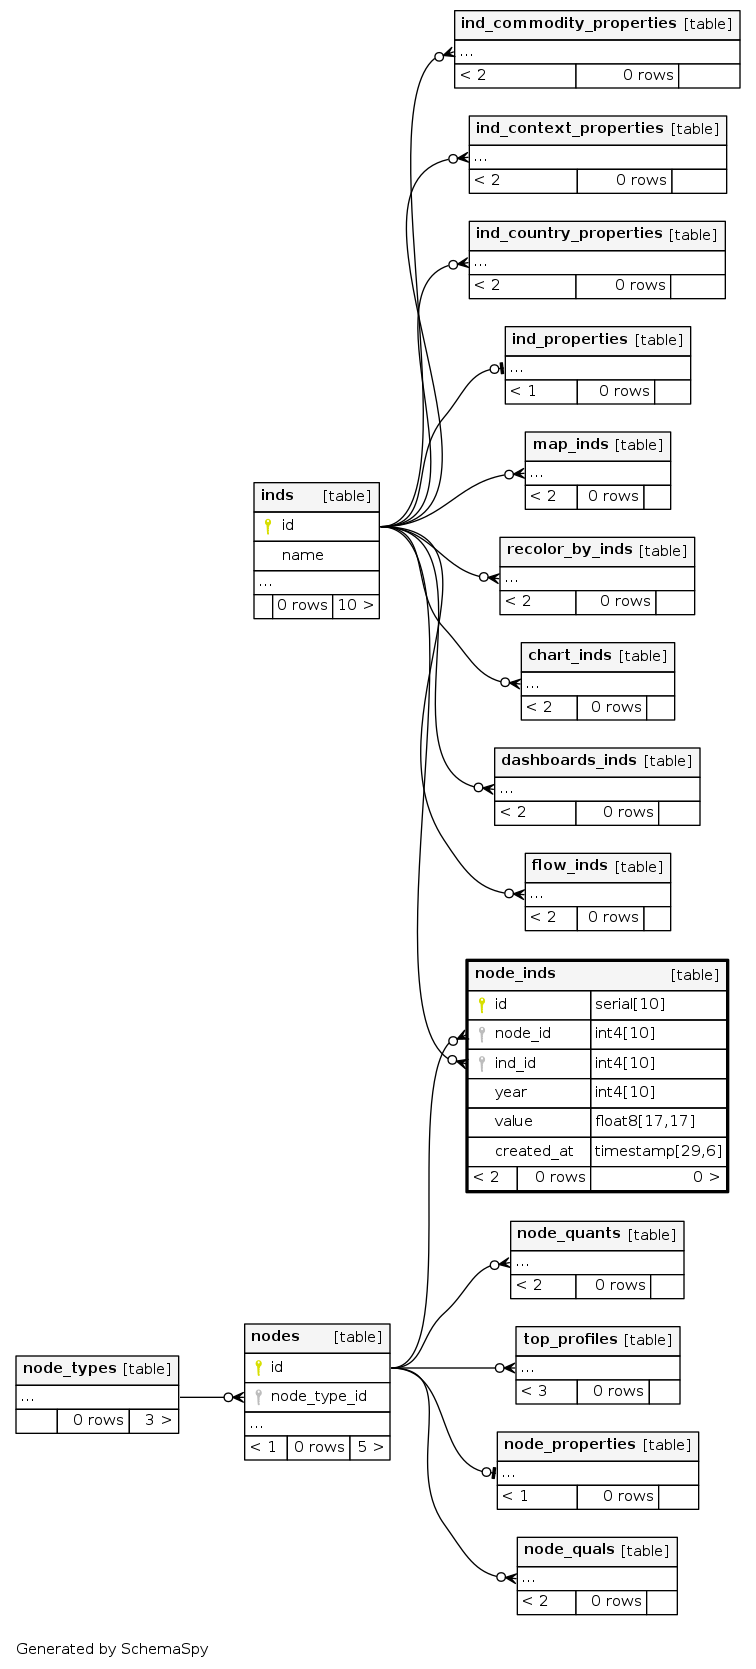 ind_commodity_properties [table]
...
< 2 0 rows
ind_context_properties [table]
...
< 2 0 rows
ind_country_properties [table]
...
< 2 0 rows
ind_properties [table]
...
< 1 0 rows
map_inds [table]
...
< 2 0 rows
inds [table]
id
name
...
0 rows 10 >
recolor_by_inds [table]
...
< 2 0 rows
chart_inds [table]
...
< 2 0 rows
dashboards_inds [table]
...
< 2 0 rows
flow_inds [table]
...
< 2 0 rows
node_inds [table]
id serial[10]
node_id int4[10]
ind_id int4[10]
year int4[10]
value float8[17,17]
created_at timestamp[29,6]
< 2 0 rows 0 >
node_quants [table]
...
< 2 0 rows
nodes [table]
id
node_type_id
...
< 1 0 rows 5 >
node_types [table]
...
0 rows 3 >
top_profiles [table]
...
< 3 0 rows
node_properties [table]
...
< 1 0 rows
node_quals [table]
...
< 2 0 rows
Generated by SchemaSpy